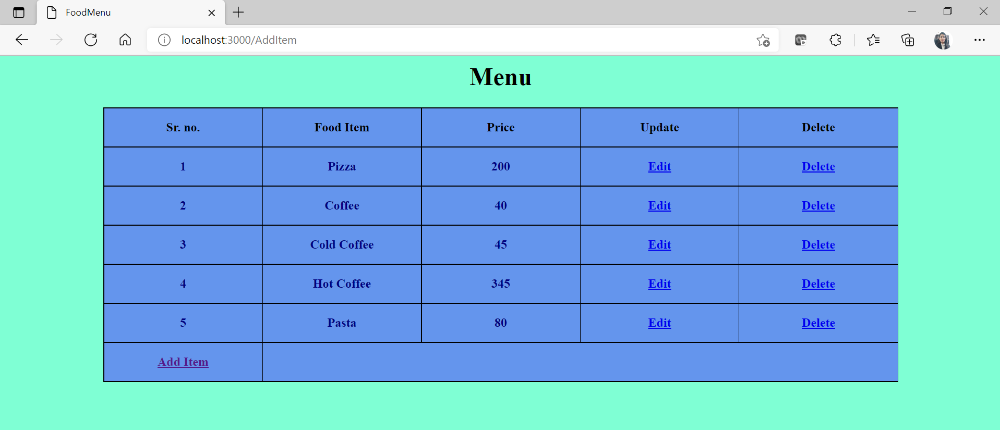 FoodMenu
localhost:3000/AddItem
Menu
Sr. no. Food Item Price Update Delete
1 Pizza 200 Edit Delete
2 Coffee 40 Edit Delete
3 Cold Coffee 45 Edit Delete
4 Hot Coffee 345 Edit Delete
5 Pasta 80 Edit Delete
Add Item